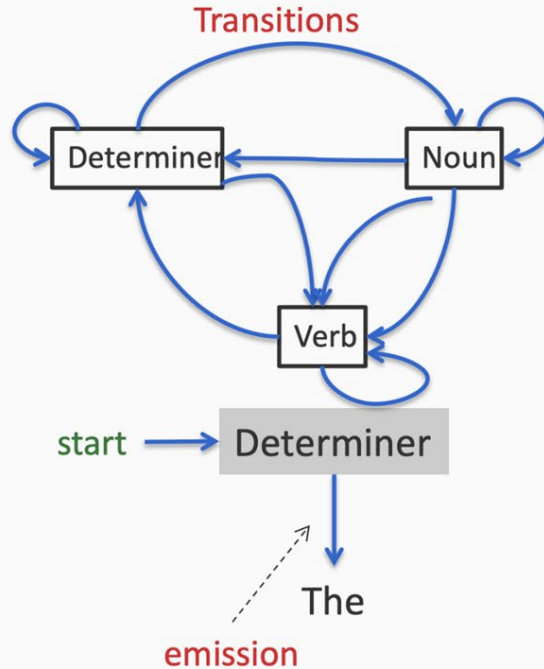 Transitions
Determiner
Noun
Verb
start
Determiner
The
emission